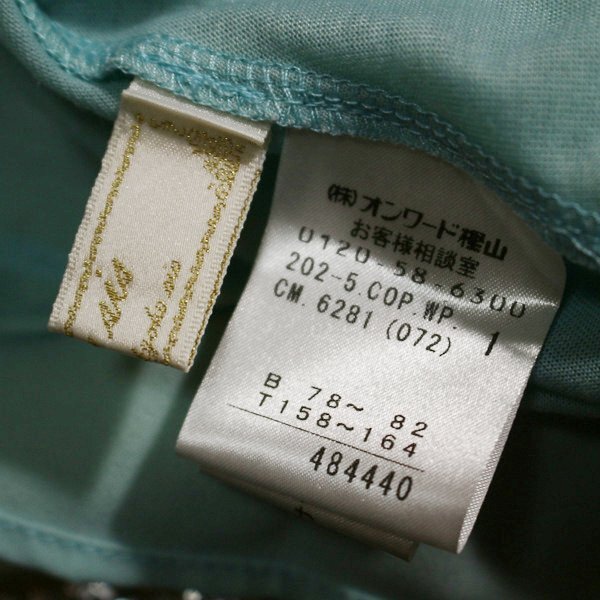 (株)オンワード樫山
お客様相談室
0120-58-6300
202-5.COP.WP. 1
CM.6281(072)
B 78〜 82
T158〜164
484440